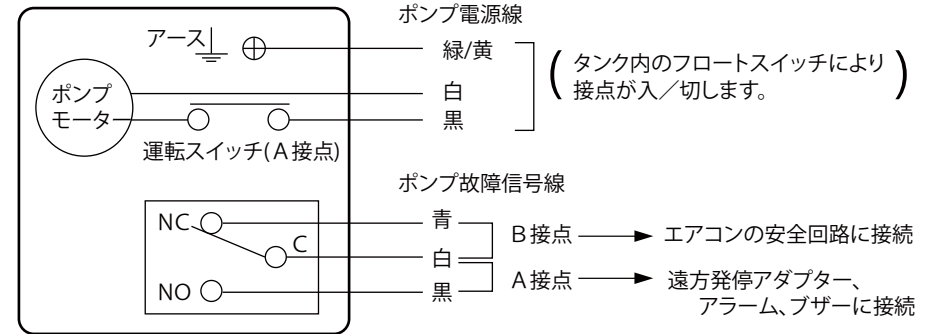 ポンプ電源線
アース
緑/黄
ポンプ
モータ
白
黒
(タンク内のフロートスイッチにより
接点が入／切します。)
運転スイッチ(A接点)
ポンプ故障信号線
NC
C
NO
青
白
黒
B接点
エアコンの安全回路に接続
A接点
遠方発停アダプター、
アラーム、ブザーに接続